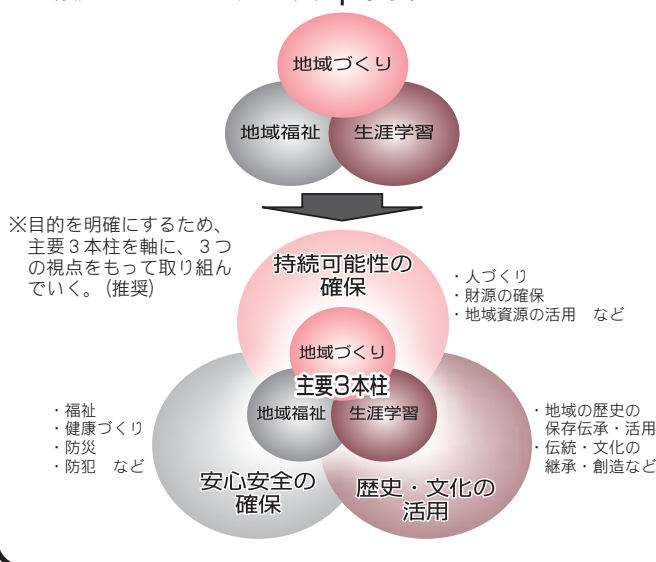 地域づくり
地域福祉
生涯学習
※目的を明確にするため、
主要3本柱を軸に、３つ
の視点をもって取り組ん
でいく。(推奨)
持続可能性の
確保
・人づくり
・財源の確保
・地域資源の活用　など
地域づくり
主要3本柱
地域福祉
生涯学習
・福祉
・健康づくり
・防災
・防犯　など
安心安全の
確保
歴史・文化の
活用
・地域の歴史の
保存伝承・活用
・伝統・文化の
継承・創造など